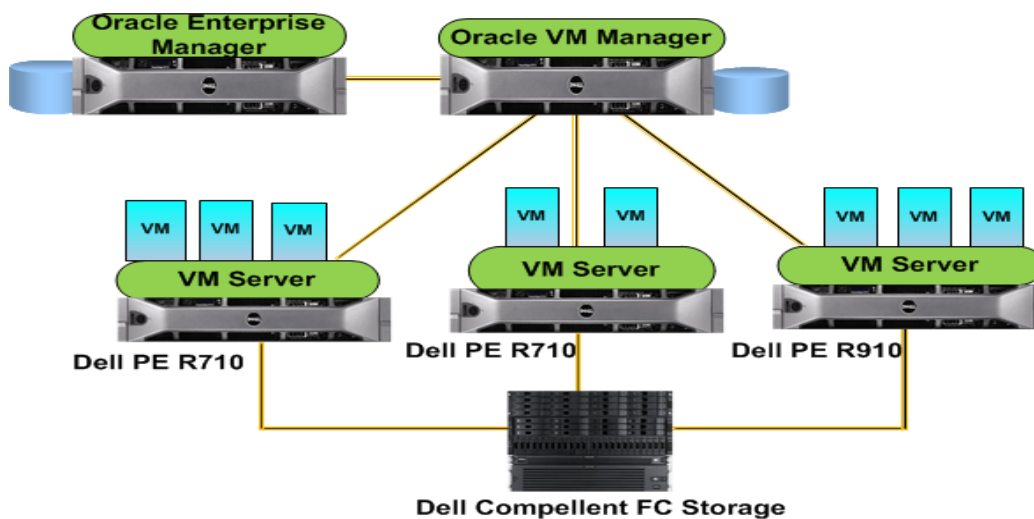 Oracle Enterprise
Manager
Oracle VM Manager
VM
VM
VM
VM
VM
VM
VM
VM
VM Server
VM Server
VM Server
Dell PE R710
Dell PE R710
Dell PE R910
Dell Compellent FC Storage